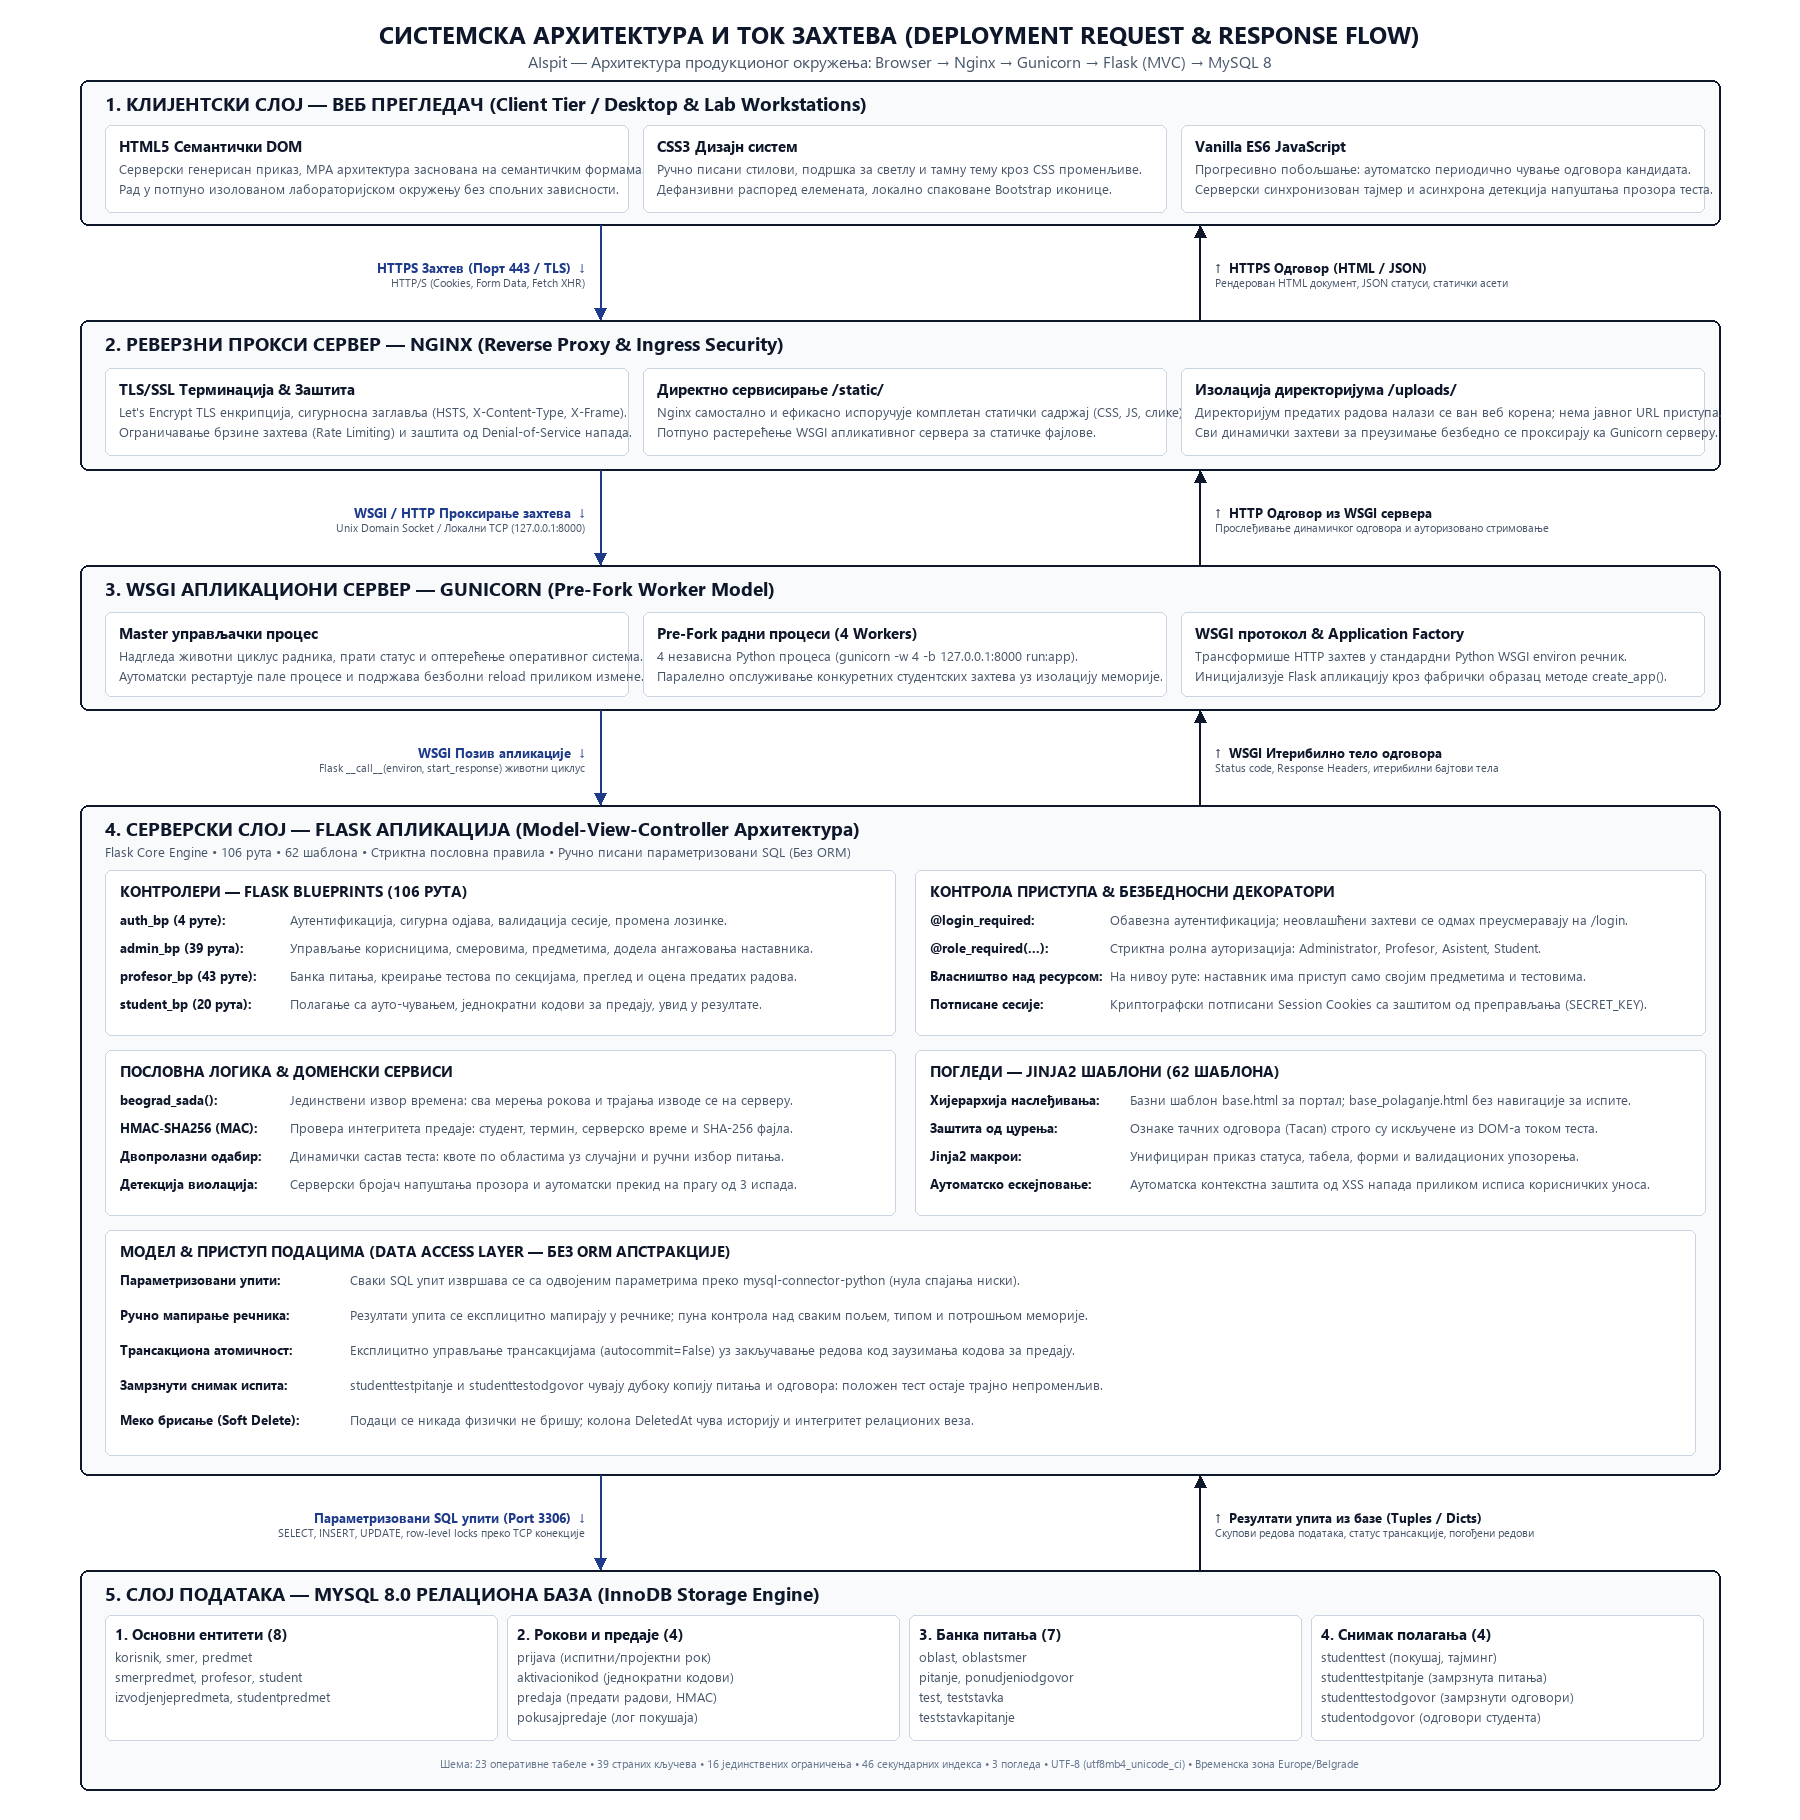 СИСТЕМСКА АРХИТЕКТУРА И ТОК ЗАХТЕВА (DEPLOYMENT REQUEST & RESPONSE FLOW)
AIspit — Архитектура продукционог окружења: Browser → Nginx → Gunicorn → Flask (MVC) → MySQL 8
1. КЛИЈЕНТСКИ СЛОЈ — ВЕБ ПРЕГЛЕДАЧ (Client Tier / Desktop & Lab Workstations)
HTML5 Семантички DOM
Серверски генерисан приказ, MPA архитектура заснована на семантичким формама
Рад у потпуно изолованом лабораторијском окружењу без спољних зависности.
CSS3 Дизајн систем
Ручно писани стилови, подршка за светлу и тамну тему кроз CSS променљиве.
Дефанзивни распоред елемената, локално спаковане Bootstrap иконице.
Vanilla ES6 JavaScript
Прогресивно побољшање: аутоматско периодично чување одговора кандидата.
Серверски синхронизован тајмер и асинхрона детекција напуштања прозора теста.
HTTPS Захтев (Порт 443 / TLS) ↓
HTTP/S (Cookies, Form Data, Fetch XHR)
↑ HTTPS Одговор (HTML / JSON)
Рендерован HTML документ, JSON статуси, статички асети
2. РЕВЕРЗНИ ПРОКСИ СЕРВЕР — NGINX (Reverse Proxy & Ingress Security)
TLS/SSL Терминација & Заштита
Let's Encrypt TLS енкрипција, сигурносна заглавља (HSTS, X-Content-Type, X-Frame).
Ограничавање брзине захтева (Rate Limiting) и заштита од Denial-of-Service напада.
Директно сервисирање /static/
Nginx самостално и ефикасно испоручује комплетан статички садржај (CSS, JS, слике)
Потпуно растерећење WSGI апликативног сервера за статичке фајлове.
Изолација директоријума /uploads/
Директоријум предатих радова налази се ван веб корена; нема јавног URL приступа
Сви динамички захтеви за преузимање безбедно се проксирају ка Gunicorn серверу.
WSGI / HTTP Проксирање захтева ↓
Unix Domain Socket / Локални TCP (127.0.0.1:8000)
↑ HTTP Одговор из WSGI сервера
Прослеђивање динамичког одговора и ауторизовано стримовање
3. WSGI АПЛИКАЦИОНИ СЕРВЕР — GUNICORN (Pre-Fork Worker Model)
Master управљачки процес
Надгледа животни циклус радника, прати статус и оптерећење оперативног система.
Аутоматски рестартује пале процесе и подржава безболни reload приликом измене.
Pre-Fork радни процеси (4 Workers)
4 независна Python процеса (gunicorn -w 4 -b 127.0.0.1:8000 run:app).
Паралелно опслуживање конкуретних студентских захтева уз изолацију меморије.
WSGI протокол & Application Factory
Трансформише HTTP захтев у стандардни Python WSGI environ речник.
Иницијализује Flask апликацију кроз фабрички образац методе create_app().
WSGI Позив апликације ↓
Flask __call__(environ, start_response) животни циклус
↑ WSGI Итерибилно тело одговора
Status code, Response Headers, итерибилни бајтови тела
4. СЕРВЕРСКИ СЛОЈ — FLASK АПЛИКАЦИЈА (Model-View-Controller Архитектура)
Flask Core Engine • 106 рута • 62 шаблона • Стриктна пословна правила • Ручно писани параметризовани SQL (Без ORM)
КОНТРОЛЕРИ — FLASK BLUEPRINTS (106 РУТА)
auth_bp (4 руте): Аутентификација, сигурна одјава, валидација сесије, промена лозинке.
admin_bp (39 рута): Управљање корисницима, смеровима, предметима, додела ангажовања наставника.
profesor_bp (43 руте): Банка питања, креирање тестова по секцијама, преглед и оцена предатих радова.
student_bp (20 рута): Полагање са ауто-чувањем, једнократни кодови за предају, увид у резултате.
КОНТРОЛА ПРИСТУПА & БЕЗБЕДНОСНИ ДЕКОРАТОРИ
@login_required: Обавезна аутентификација; неовлашћени захтеви се одмах преусмеравају на /login.
@role_required(...): Стриктна ролна ауторизација: Administrator, Profesor, Asistent, Student.
Власништво над ресурсом: На нивоу руте: наставник има приступ само својим предметима и тестовима.
Потписане сесије: Криптографски потписани Session Cookies са заштитом од преправљања (SECRET_KEY).
ПОСЛОВНА ЛОГИКА & ДОМЕНСКИ СЕРВИСИ
beograd_sada(): Јединствени извор времена: сва мерења рокова и трајања изводе се на серверу.
HMAC-SHA256 (MAC): Провера интегритета предаје: студент, термин, серверско време и SHA-256 фајла.
Двопролазни одабир: Динамички састав теста: квоте по областима уз случајни и ручни избор питања.
Детекција виолација: Серверски бројач напуштања прозора и аутоматски прекид на прагу од 3 испада.
ПОГЛЕДИ — JINJA2 ШАБЛОНИ (62 ШАБЛОНА)
Хијерархија наслеђивања: Базни шаблон base.html за портал; base_polaganje.html без навигације за испите.
Заштита од цурења: Ознаке тачних одговора (Tacan) строго су искључене из DOM-а током теста.
Jinja2 макрои: Унифициран приказ статуса, табела, форми и валидационих упозорења.
Аутоматско ескејповање: Аутоматска контекстна заштита од XSS напада приликом исписа корисничких уноса.
МОДЕЛ & ПРИСТУП ПОДАЦИМА (DATA ACCESS LAYER — БЕЗ ORM АПСТРАКЦИЈЕ)
Параметризовани упити: Сваки SQL упит извршава се са одвојеним параметрима преко mysql-connector-python (нула спајања ниски).
Ручно мапирање речника: Резултати упита се експлицитно мапирају у речнике; пуна контрола над сваким пољем, типом и потрошњом меморије.
Трансакциона атомичност: Експлицитно управљање трансакцијама (autocommit=False) уз закључавање редова код заузимања кодова за предају.
Замрзнути снимак испита: studenttestpitanje и studenttestodgovor чувају дубоку копију питања и одговора: положен тест остаје трајно непроменљив.
Меко брисање (Soft Delete): Подаци се никада физички не бришу; колона DeletedAt чува историју и интегритет релационих веза.
Параметризовани SQL упити (Port 3306) ↓
SELECT, INSERT, UPDATE, row-level locks преко TCP конекције
↑ Резултати упита из базе (Tuples / Dicts)
Скупови редова података, статус трансакције, погођени редови
5. СЛОЈ ПОДАТАКА — MYSQL 8.0 РЕЛАЦИОНА БАЗА (InnoDB Storage Engine)
1. Основни ентитети (8)
korisnik, smer, predmet
smerpredmet, profesor, student
izvodjenjepredmeta, studentpredmet
2. Рокови и предаје (4)
prijava (испитни/пројектни рок)
aktivacionikod (једнократни кодови)
predaja (предати радови, HMAC)
pokusajpredaje (лог покушаја)
3. Банка питања (7)
oblast, oblastsmer
pitanje, ponudjeniodgovor
test, teststavka
teststavkapitanje
4. Снимак полагања (4)
studenttest (покушај, тајминг)
studenttestpitanje (замрзнута питања)
studenttestodgovor (замрзнути одговори)
studentodgovor (одговори студента)
Шема: 23 оперативне табеле • 39 страних кључева • 16 јединствених ограничења • 46 секундарних индекса • 3 погледа • UTF-8 (utf8mb4_unicode_ci) • Временска зона Europe/Belgrade